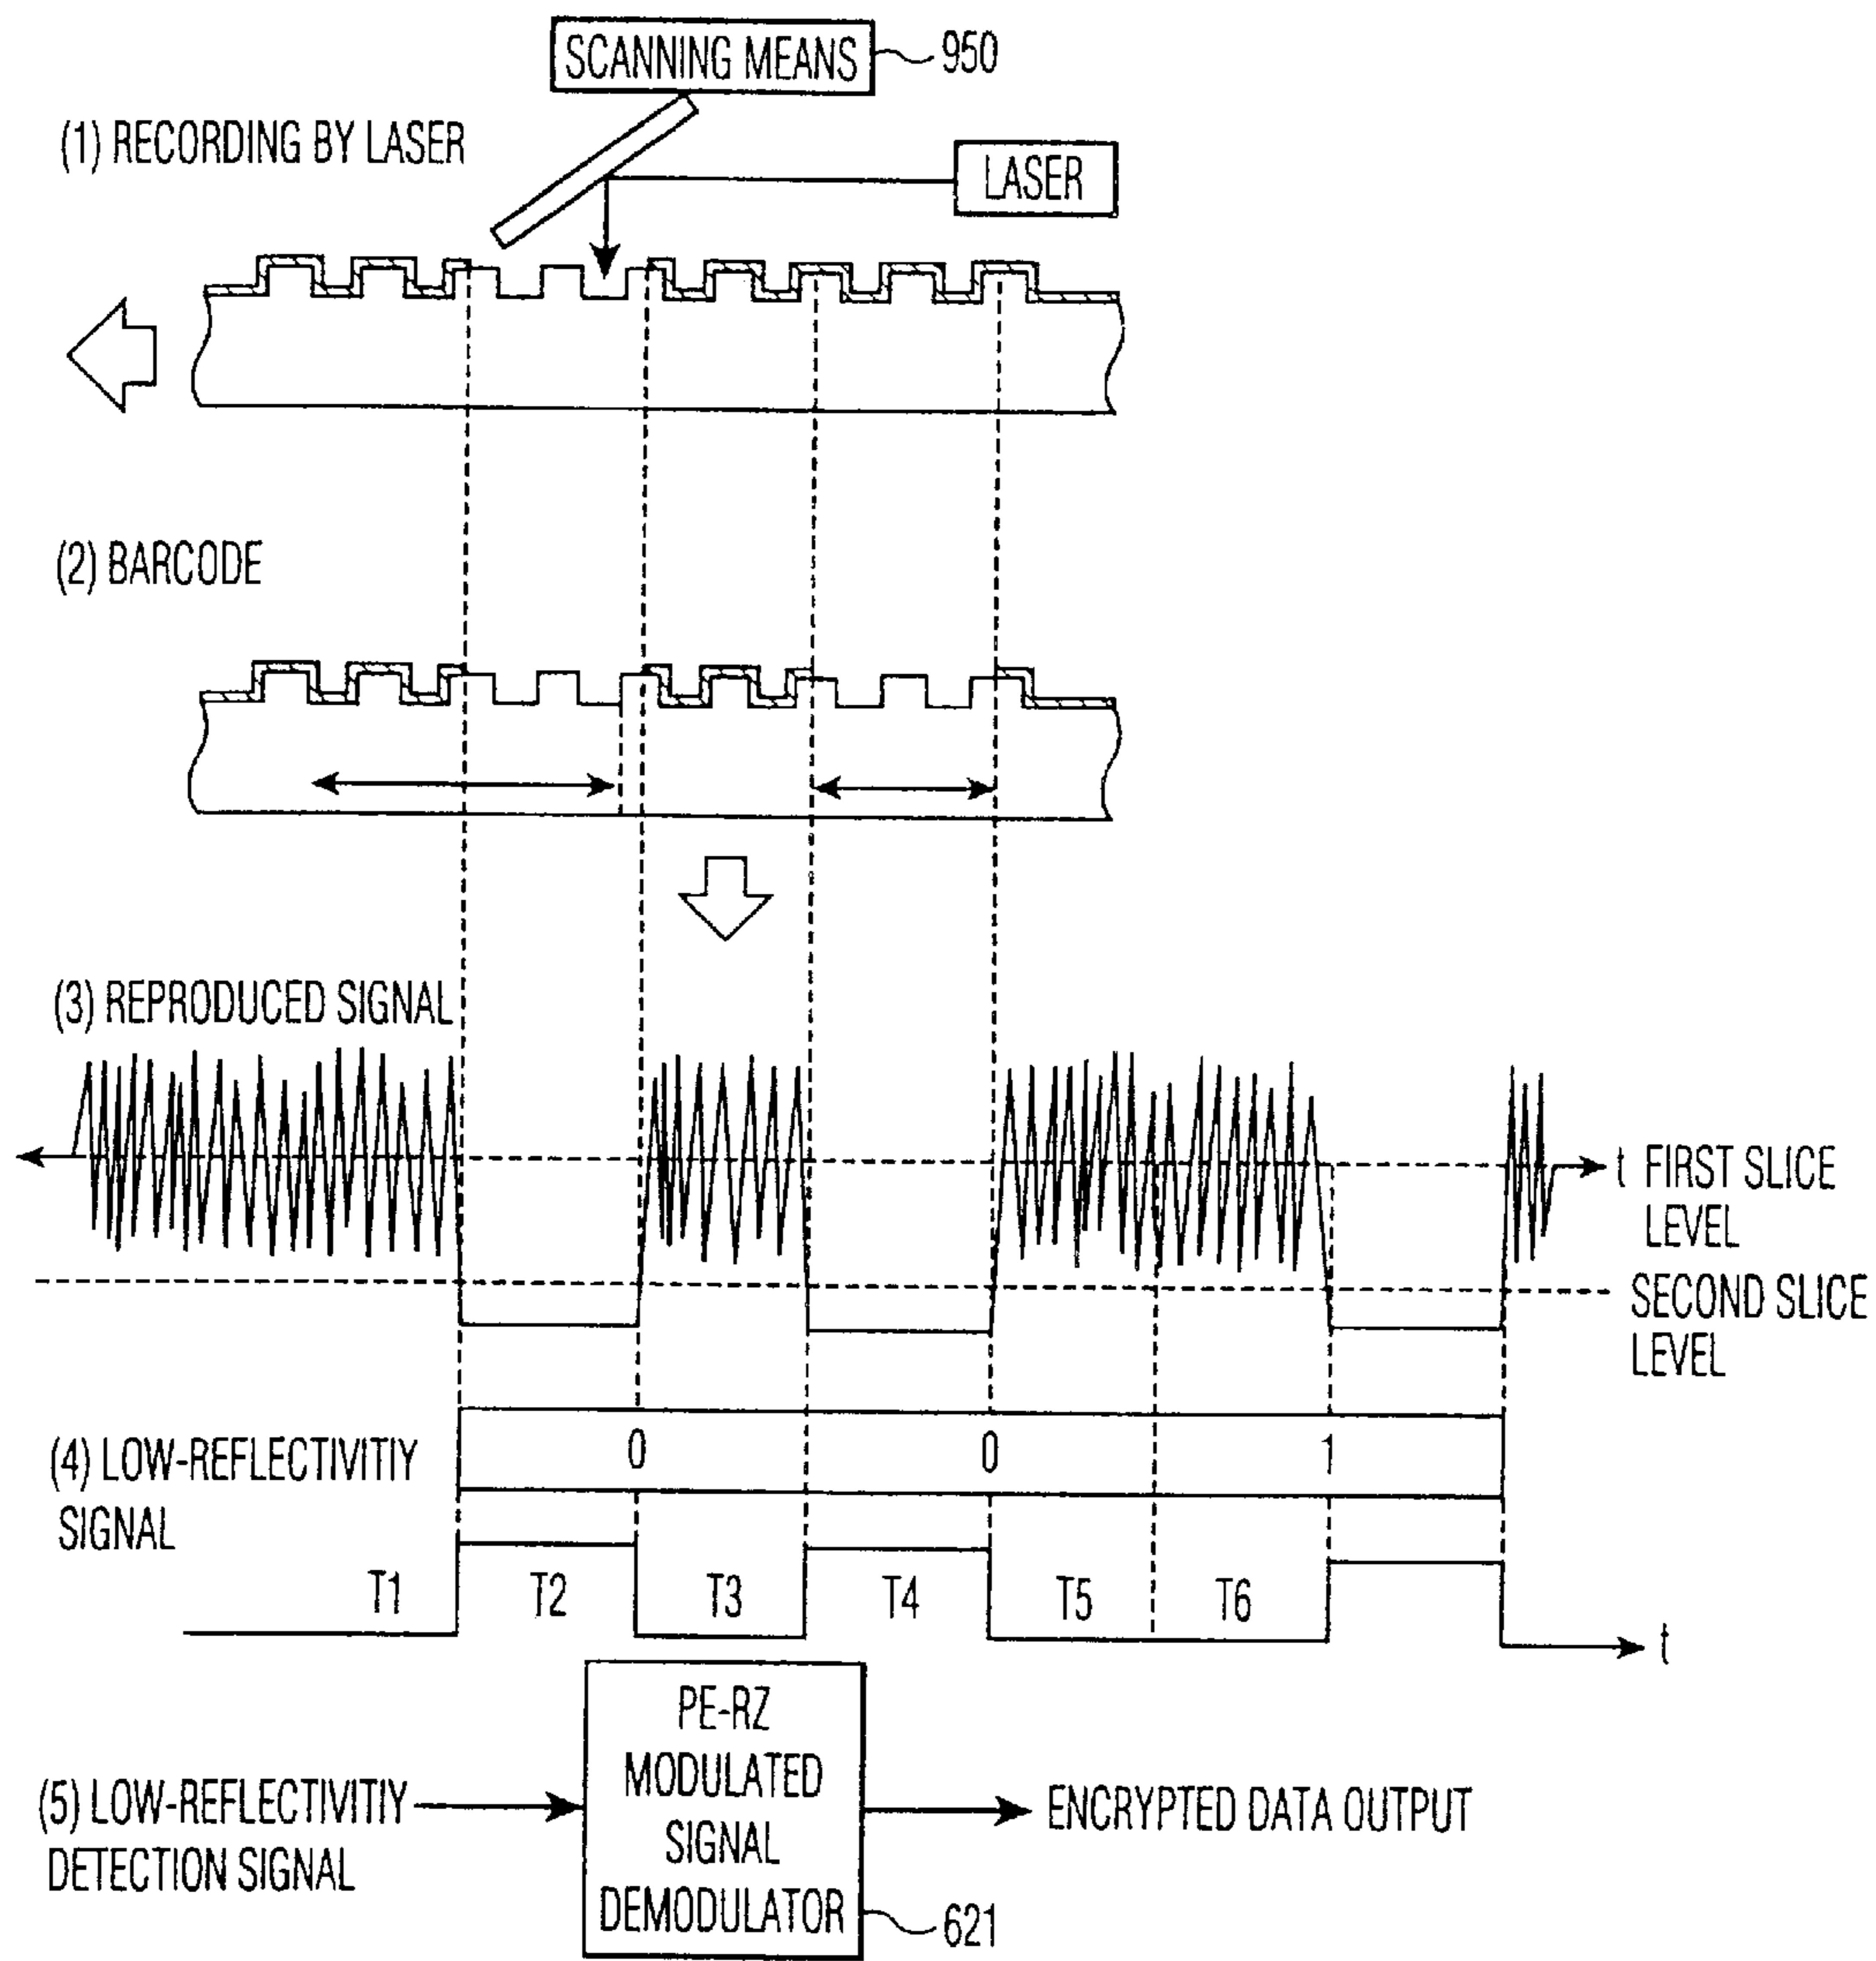 SCANNING MEANS
950
(1) RECORDING BY LASER
LASER
(2) BARCODE
(3) REPRODUCED SIGNAL
t FIRST SLICE
LEVEL
SECOND SLICE
LEVEL
(4) LOW-REFLECTIVITIY
SIGNAL
0 0 1
T1 T2 T3 T4 T5 T6
t
PE-RZ
MODULATED
SIGNAL
DEMODULATOR
621
(5) LOW-REFLECTIVITIY
DETECTION SIGNAL
ENCRYPTED DATA OUTPUT